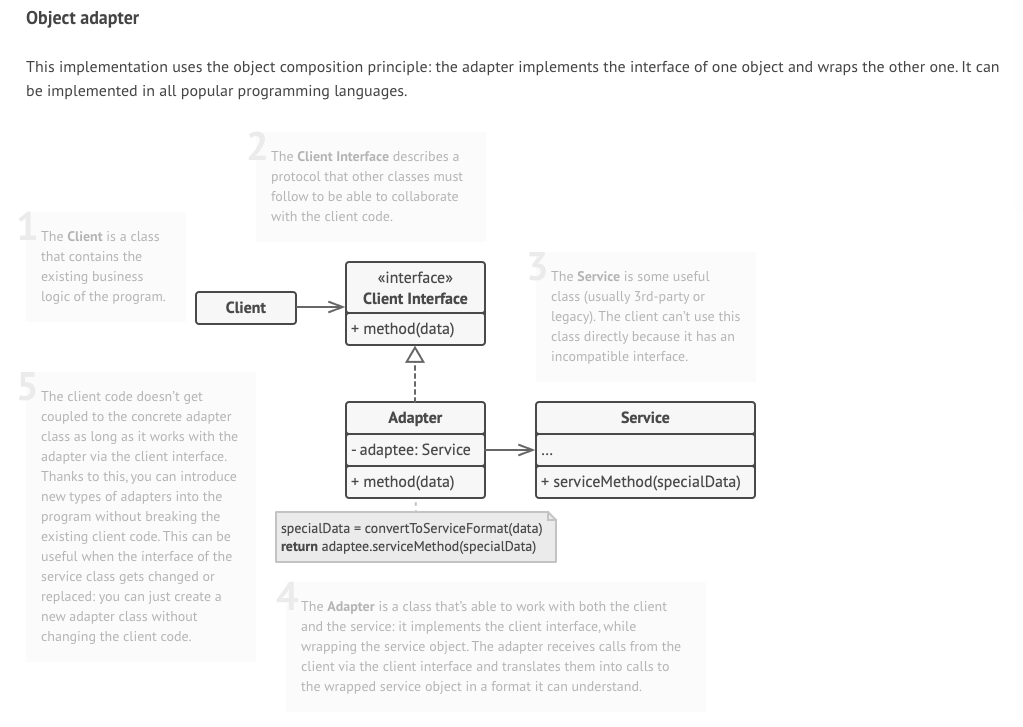 Object adapter
This implementation uses the object composition principle: the adapter implements the interface of one object and wraps the other one. It can
be implemented in all popular programming languages.
2
The Client Interface describes a
protocol that other classes must
follow to be able to collaborate
with the client code.
1
The Client is a class
that contains the
existing business
logic of the program.
3
The Service is some useful
class (usually 3rd-party or
legacy). The client can't use this
class directly because it has an
incompatible interface.
Client
«interface»
Client Interface
+ method(data)
5
The client code doesn't get
coupled to the concrete adapter
class as long as it works with the
adapter via the client interface.
Thanks to this, you can introduce
new types of adapters into the
program without breaking the
existing client code. This can be
useful when the interface of the
service class gets changed or
replaced: you can just create a
new adapter class without
changing the client code.
Adapter
- adaptee: Service
+ method(data)
Service
...
+ serviceMethod(specialData)
specialData = convertToServiceFormat(data)
return adaptee.serviceMethod(specialData)
4
The Adapter is a class that's able to work with both the client
and the service: it implements the client interface, while
wrapping the service object. The adapter receives calls from the
client via the client interface and translates them into calls to
the wrapped service object in a format it can understand.